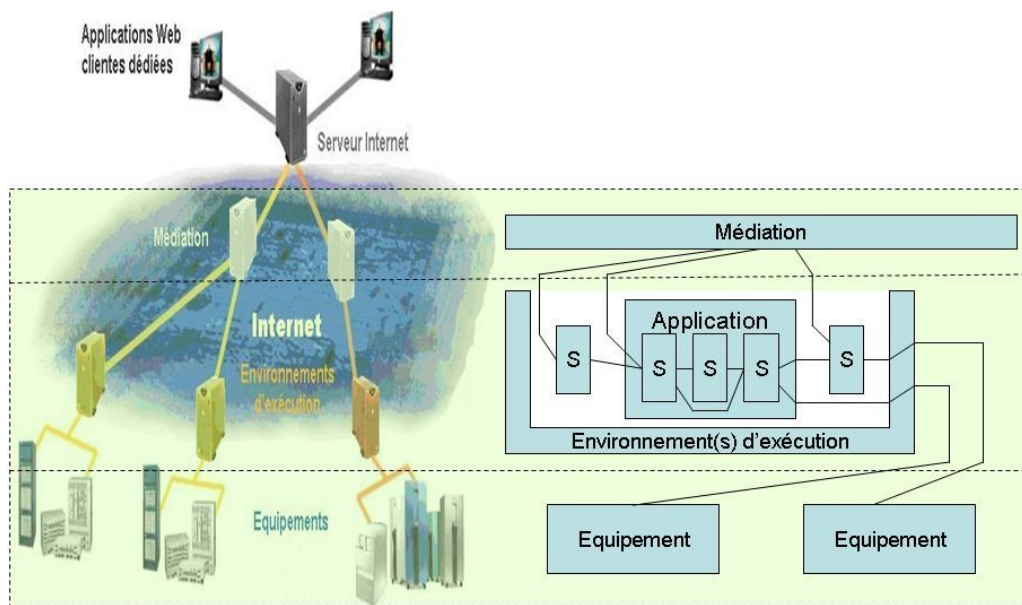 Applications Web
clientes dédiées
Serveur Internet
Médiation
Internet
Environnements
d'exécution
Equipements
Médiation
Application
S
S
S
S
S
Environnement(s) d'exécution
Equipement
Equipement